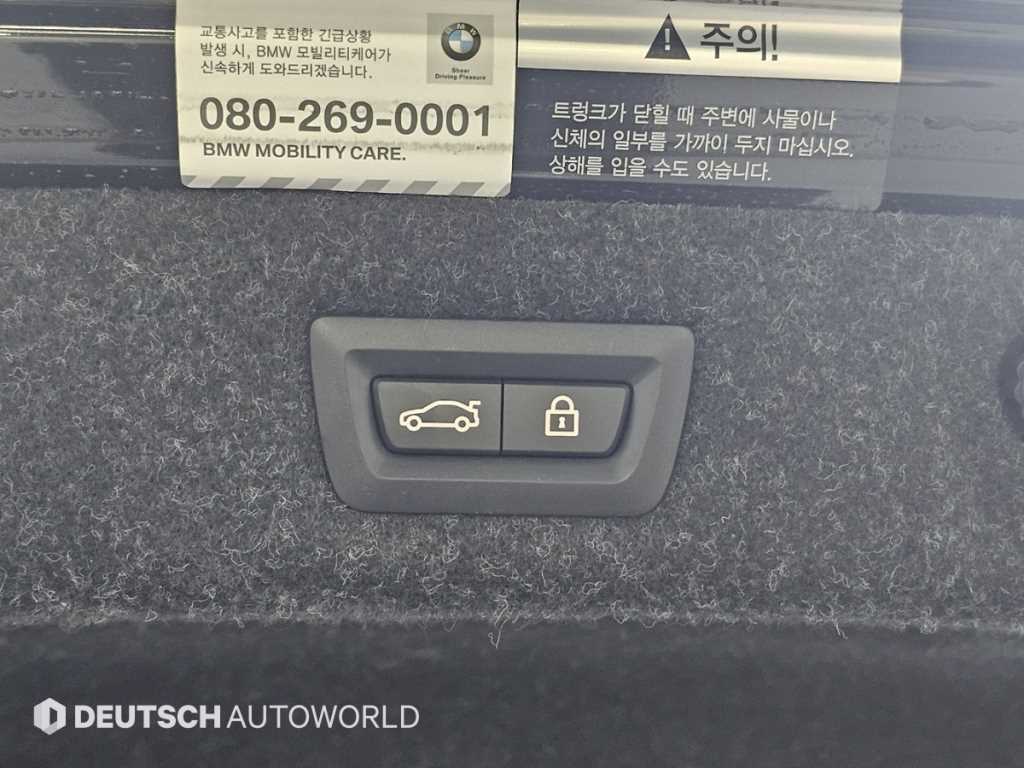 교통사고를 포함한 긴급상황
발생 시, BMW 모빌리티케어가
신속하게 도와드리겠습니다.
BMW
Sheer
Driving Pleasure
080-269-0001
BMW MOBILITY CARE.
주의!
트렁크가 닫힐 때 주변에 사물이나
신체의 일부를 가까이 두지 마십시오.
상해를 입을 수도 있습니다.
DEUTSCH AUTOWORLD